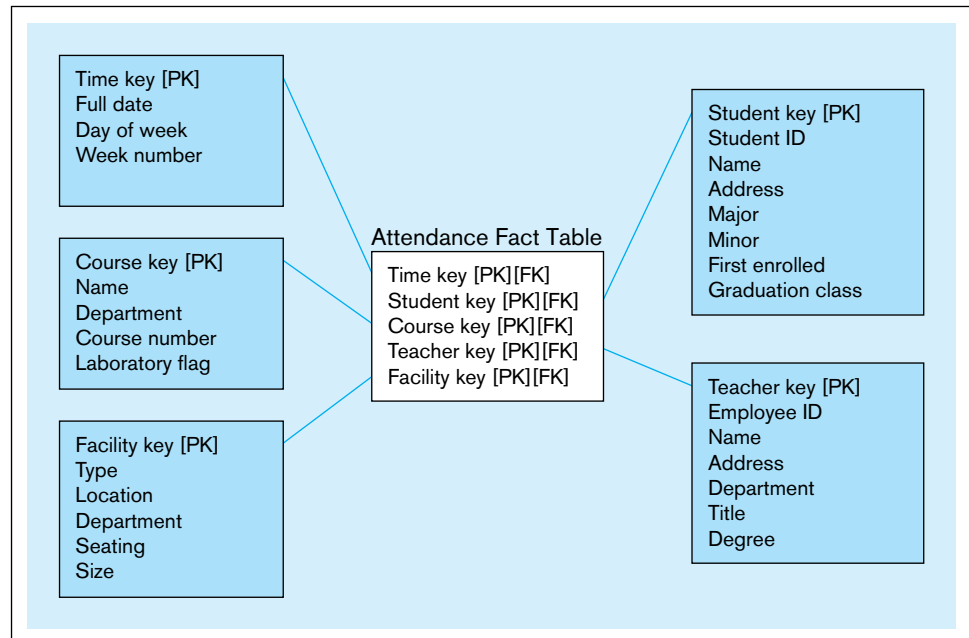 Time key [PK]
Full date
Day of week
Week number
Course key [PK]
Name
Department
Course number
Laboratory flag
Facility key [PK]
Type
Location
Department
Seating
Size
Attendance Fact Table
Time key [PK][FK]
Student key [PK][FK]
Course key [PK][FK]
Teacher key [PK][FK]
Facility key [PK][FK]
Student key [PK]
Student ID
Name
Address
Major
Minor
First enrolled
Graduation class
Teacher key [PK]
Employee ID
Name
Address
Department
Title
Degree